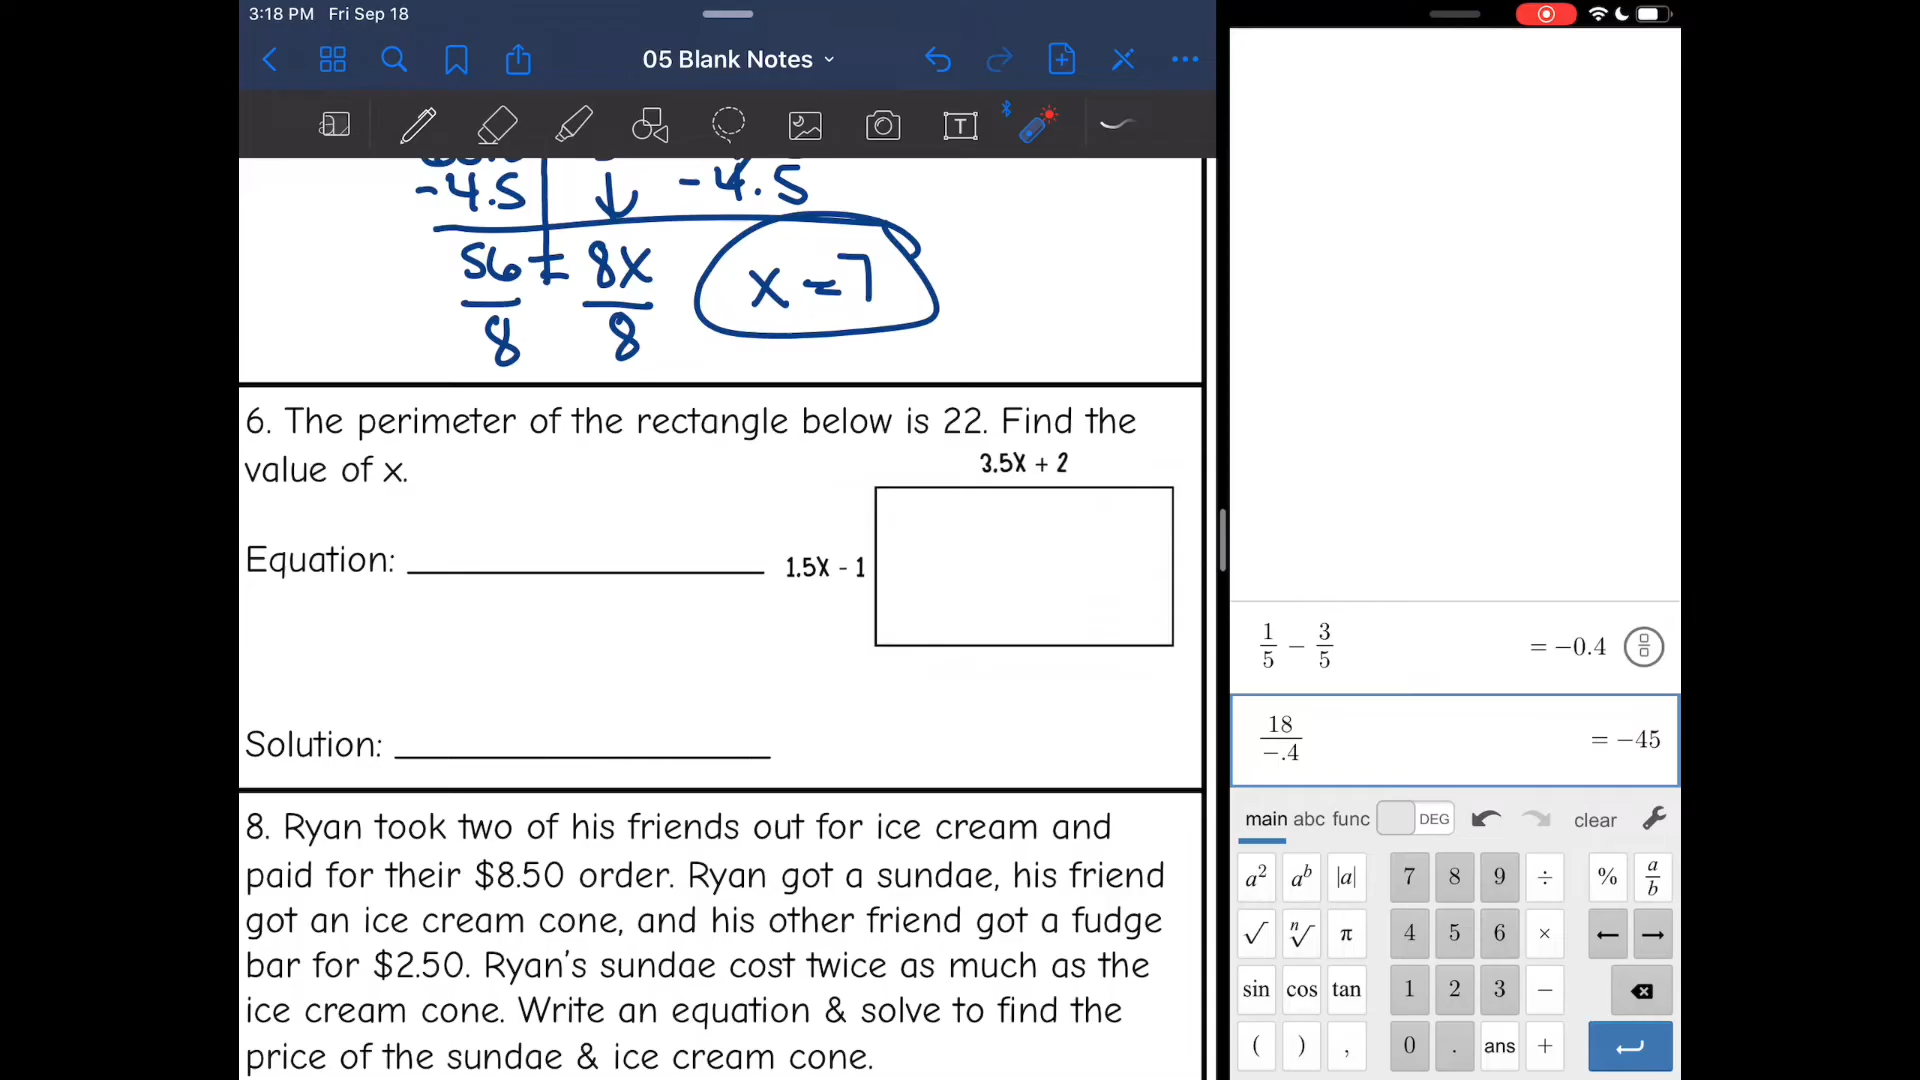 3:18 PM Fri Sep 18
05 Blank Notes
-4.5 -4.5
56 = 8x
8 8
x = 7
6. The perimeter of the rectangle below is 22. Find the
value of x.
3.5X + 2
Equation: ____________
1.5X - 1
Solution: ____________
8. Ryan took two of his friends out for ice cream and
paid for their $8.50 order. Ryan got a sundae, his friend
got an ice cream cone, and his other friend got a fudge
bar for $2.50. Ryan's sundae cost twice as much as the
ice cream cone. Write an equation & solve to find the
price of the sundae & ice cream cone.
1/5 − 3/5 = −0.4
18/−.4 = −45
main abc func DEG clear
a² aᵇ |a| 7 8 9 ÷ % a/b
√ ⁿ√ π 4 5 6 × ← →
sin cos tan 1 2 3 −
( ) , 0 . ans +